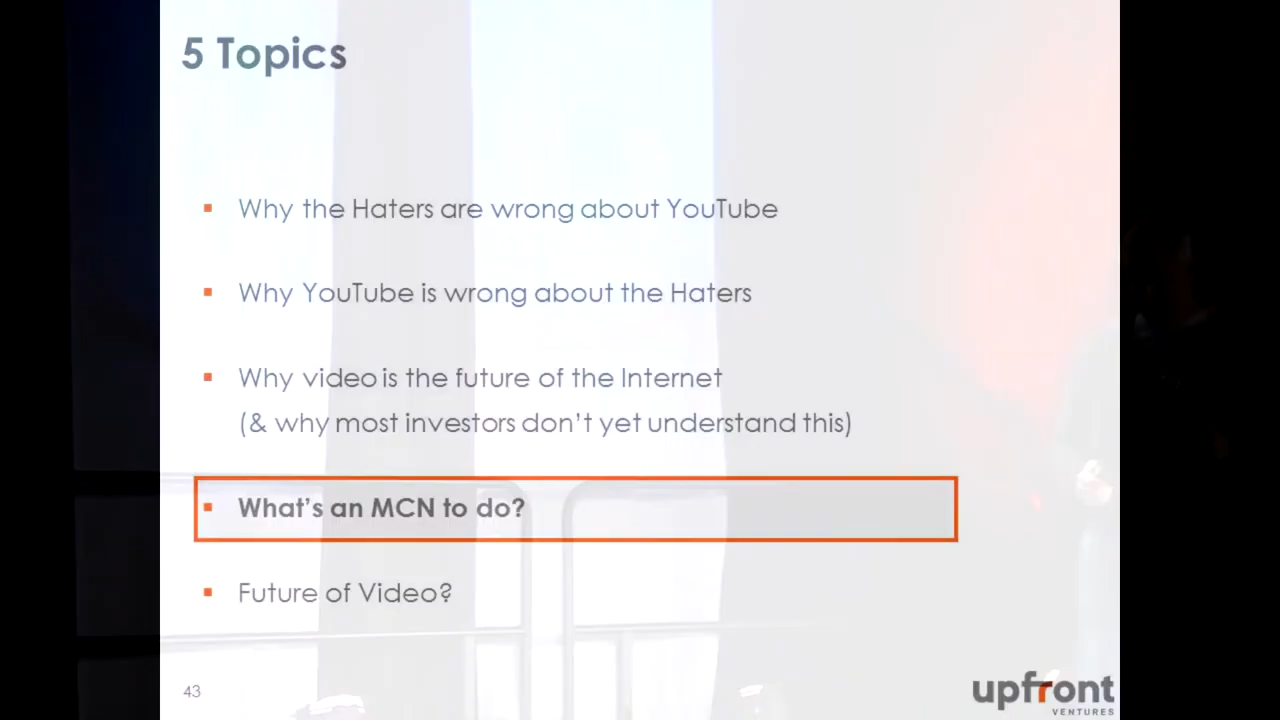 5 Topics
Why the Haters are wrong about YouTube
Why YouTube is wrong about the Haters
Why video is the future of the Internet
(& why most investors don't yet understand this)
What's an MCN to do?
Future of Video?
43
upfront
VENTURES